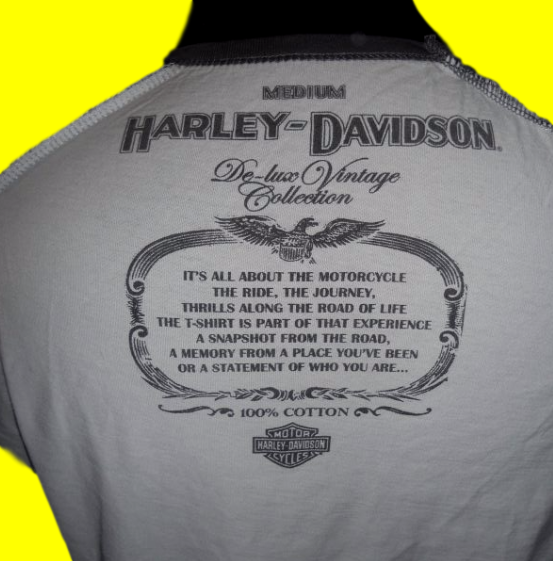 MEDIUM
HARLEY-DAVIDSON®
De-lux Vintage
Collection
IT'S ALL ABOUT THE MOTORCYCLE
THE RIDE, THE JOURNEY,
THRILLS ALONG THE ROAD OF LIFE
THE T-SHIRT IS PART OF THAT EXPERIENCE
A SNAPSHOT FROM THE ROAD,
A MEMORY FROM A PLACE YOU'VE BEEN
OR A STATEMENT OF WHO YOU ARE...
100% COTTON
MOTOR
HARLEY-DAVIDSON
CYCLES